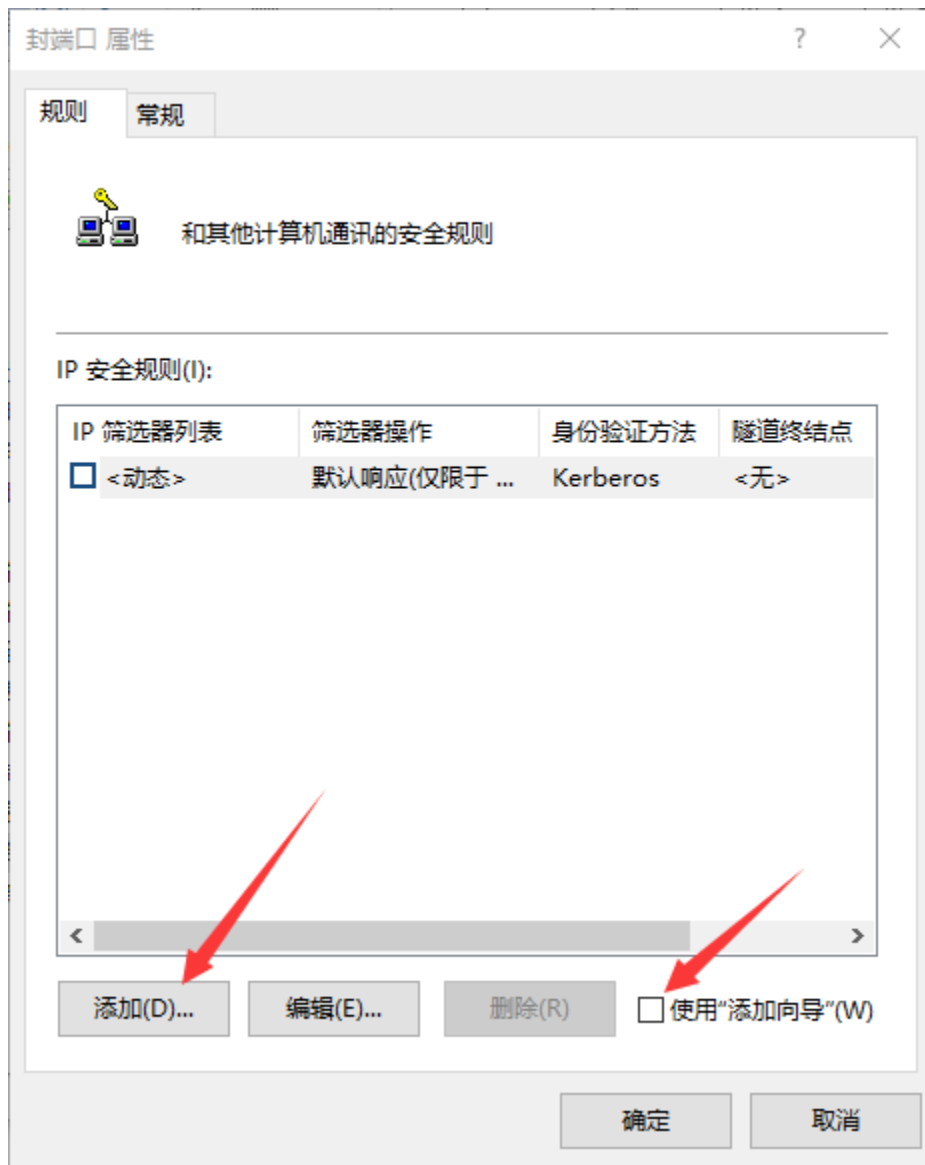 封端口 属性
规则
常规
和其他计算机通讯的安全规则
IP 安全规则(I):
IP 筛选器列表 筛选器操作 身份验证方法 隧道终结点
<动态> 默认响应(仅限于 ... Kerberos <无>
添加(D)... 编辑(E)... 删除(R) 使用“添加向导”(W)
确定 取消